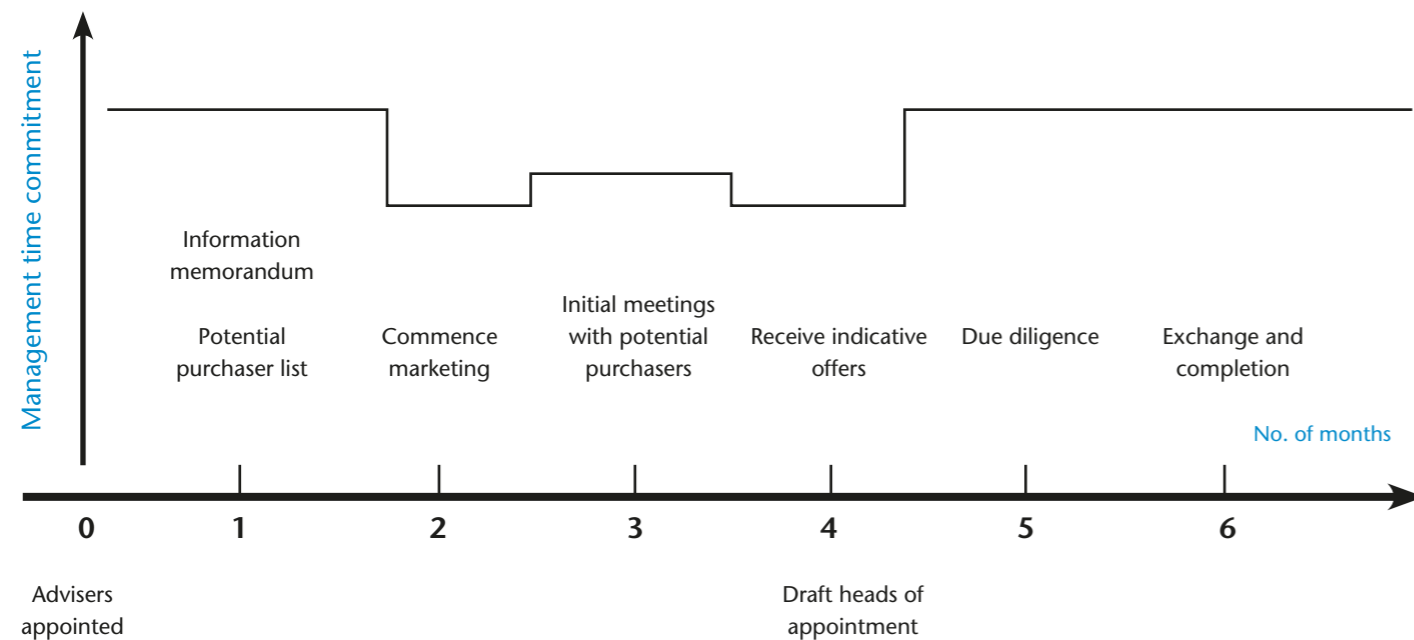 Management time commitment
Information
memorandum
Potential
purchaser list
Commence
marketing
Initial meetings
with potential
purchasers
Receive indicative
offers
Due diligence
Exchange and
completion
No. of months
0
1
2
3
4
5
6
Advisers
appointed
Draft heads of
appointment